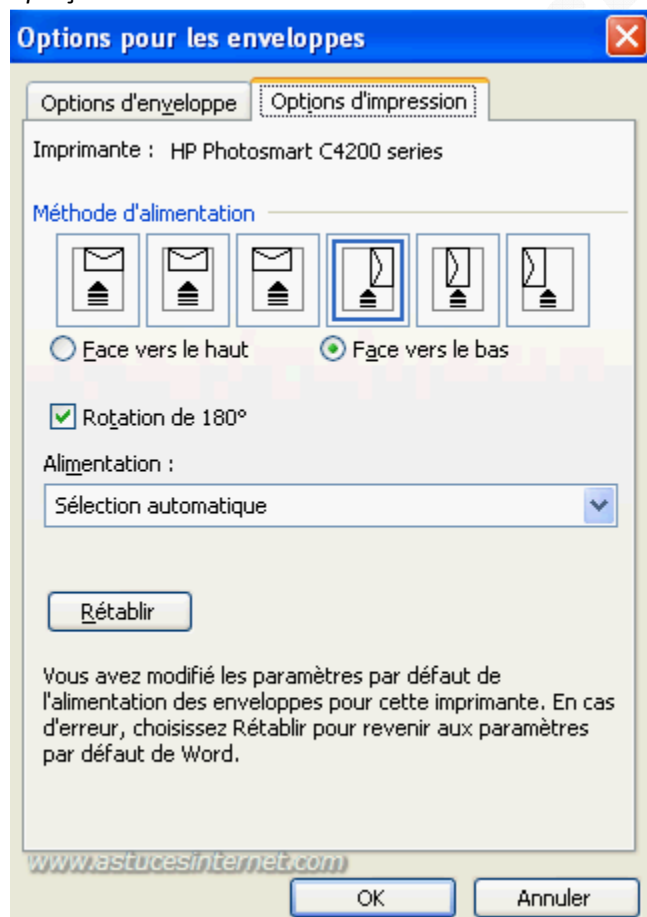 Options pour les enveloppes
Options d'enveloppe
Options d'impression
Imprimante : HP Photosmart C4200 series
Méthode d'alimentation
Face vers le haut
Face vers le bas
Rotation de 180°
Alimentation :
Sélection automatique
Rétablir
Vous avez modifié les paramètres par défaut de
l'alimentation des enveloppes pour cette imprimante. En cas
d'erreur, choisissez Rétablir pour revenir aux paramètres
par défaut de Word.
www.astucesinternet.com
OK
Annuler